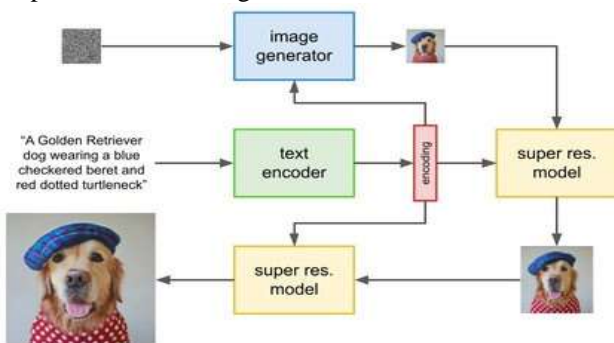 image
generator
"A Golden Retriever
dog wearing a blue
checkered beret and
red dotted turtleneck"
text
encoder
encoding
super res.
model
super res.
model